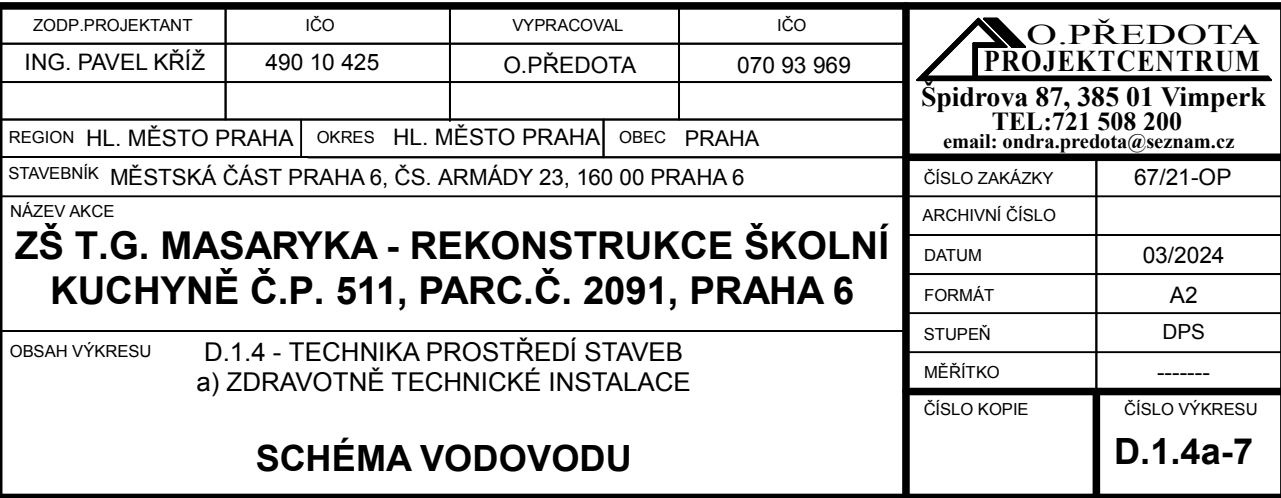 ZODP.PROJEKTANT IČO VYPRACOVAL IČO
ING. PAVEL KŘÍŽ 490 10 425 O.PŘEDOTA 070 93 969
REGION HL. MĚSTO PRAHA OKRES HL. MĚSTO PRAHA OBEC PRAHA
STAVEBNÍK MĚSTSKÁ ČÁST PRAHA 6, ČS. ARMÁDY 23, 160 00 PRAHA 6
NÁZEV AKCE
ZŠ T.G. MASARYKA - REKONSTRUKCE ŠKOLNÍ
KUCHYNĚ Č.P. 511, PARC.Č. 2091, PRAHA 6
OBSAH VÝKRESU D.1.4 - TECHNIKA PROSTŘEDÍ STAVEB
a) ZDRAVOTNĚ TECHNICKÉ INSTALACE
SCHÉMA VODOVODU
O.PŘEDOTA
PROJEKTCENTRUM
Špidrova 87, 385 01 Vimperk
TEL:721 508 200
email: ondra.predota@seznam.cz
ČÍSLO ZAKÁZKY 67/21-OP
ARCHIVNÍ ČÍSLO
DATUM 03/2024
FORMÁT A2
STUPEŇ DPS
MĚŘÍTKO -------
ČÍSLO KOPIE ČÍSLO VÝKRESU
D.1.4a-7